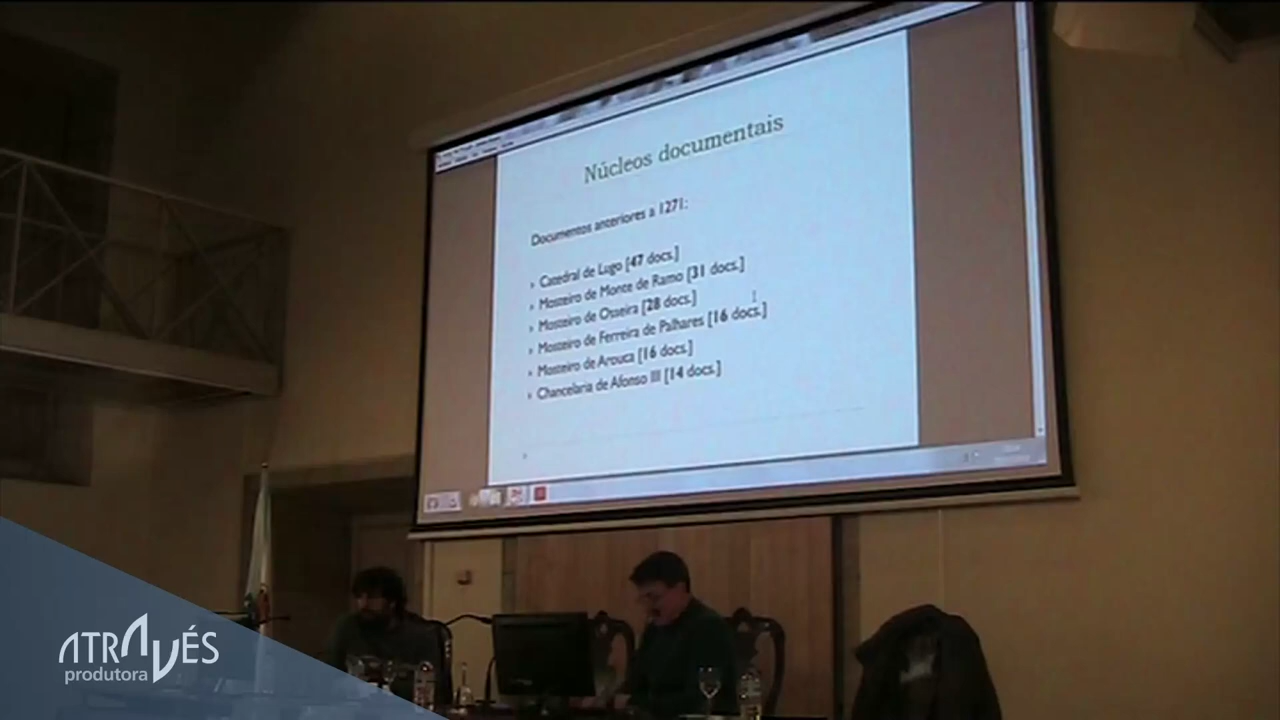 Núcleos documentais
Documentos anteriores a 1271:
Catedral de Lugo [47 docs.]
Mosteiro de Monte de Ramo [31 docs.]
Mosteiro de Osseira [28 docs.]
Mosteiro de Ferreira de Palhares [16 docs.]
Mosteiro de Arouca [16 docs.]
Chancelaria de Afonso III [14 docs.]
ATRAVÉS
produtora